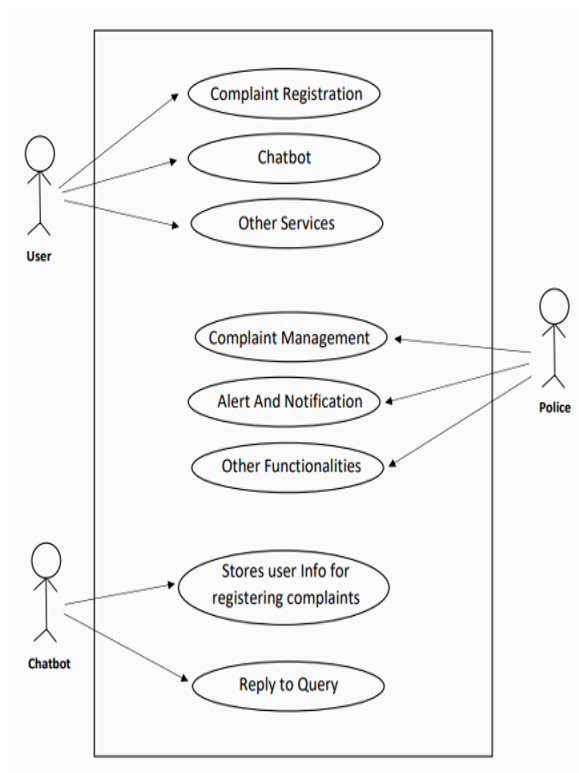 Complaint Registration
Chatbot
Other Services
User
Complaint Management
Alert And Notification
Other Functionalities
Police
Stores user Info for
registering complaints
Reply to Query
Chatbot